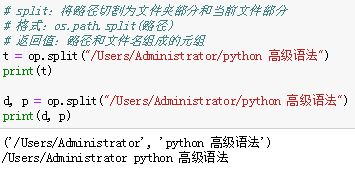 # split：将路径切割为文件夹部分和当前文件部分
# 格式：os.path.split(路径)
# 返回值：路径和文件名组成的元组
t = op.split("/Users/Administrator/python 高级语法")
print(t)
d, p = op.split("/Users/Administrator/python 高级语法")
print(d, p)
('/Users/Administrator', 'python 高级语法')
/Users/Administrator python 高级语法